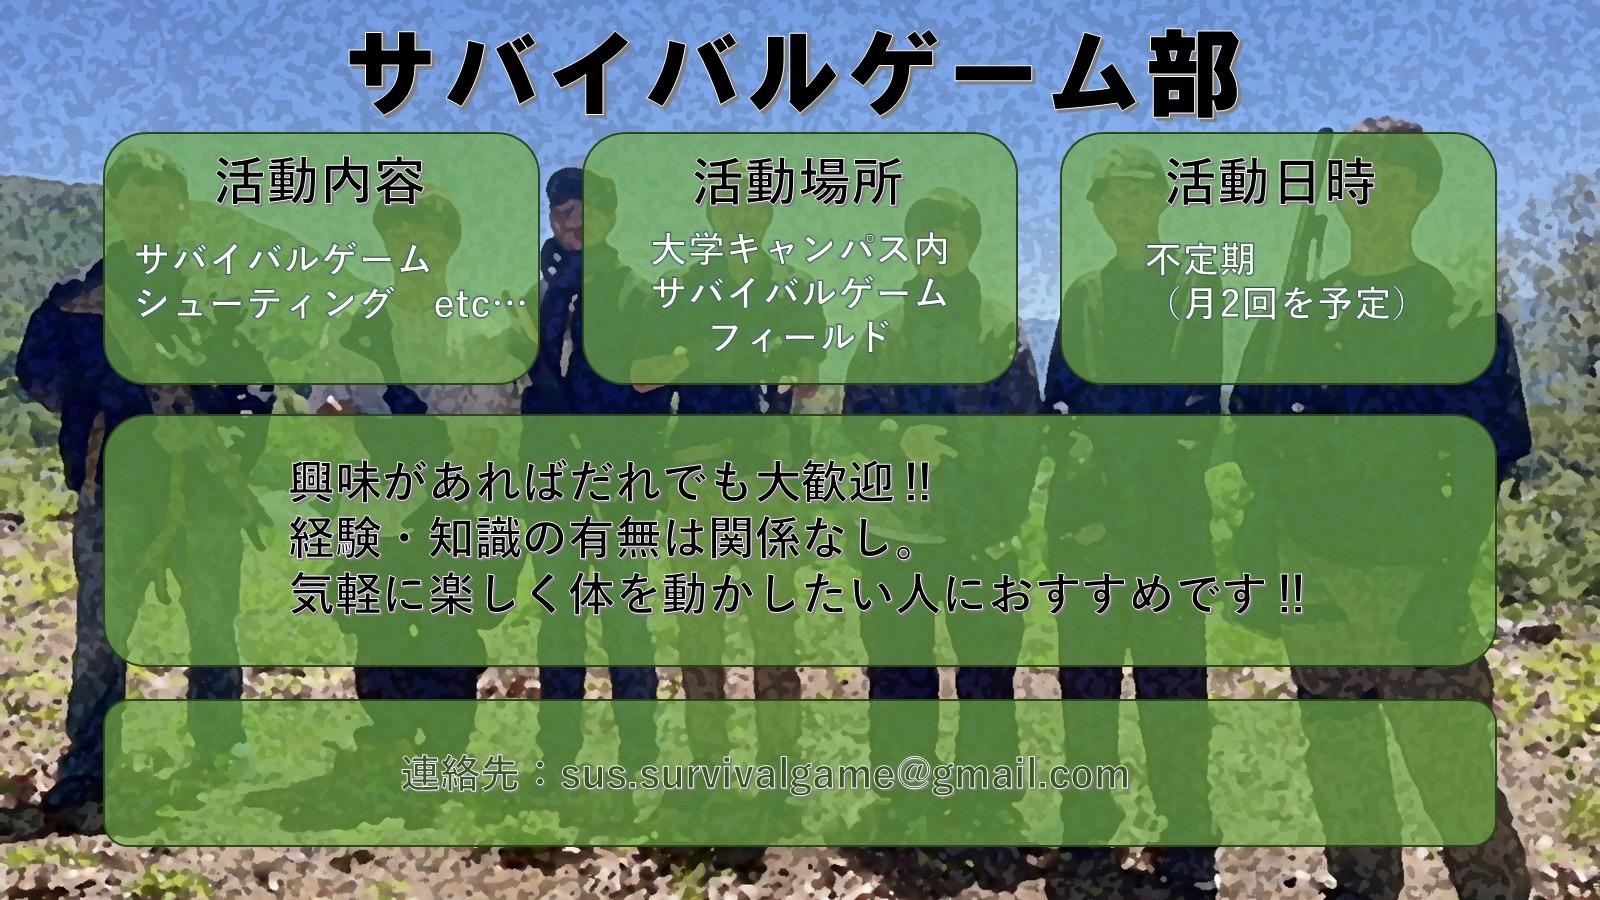 サバイバルゲーム部
活動内容
サバイバルゲーム
シューティング　etc…
活動場所
大学キャンパス内
サバイバルゲーム
フィールド
活動日時
不定期
（月2回を予定）
興味があればだれでも大歓迎‼
経験・知識の有無は関係なし。
気軽に楽しく体を動かしたい人におすすめです‼
連絡先：sus.survivalgame@gmail.com